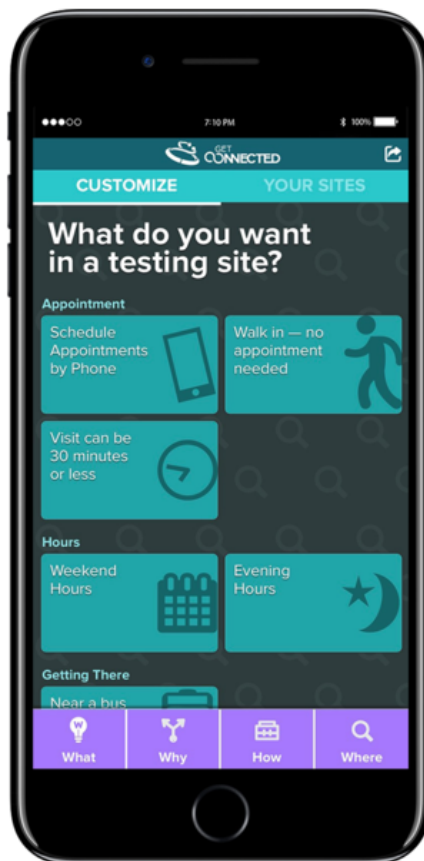 7:10 PM
100%
GET
CONNECTED
CUSTOMIZE
YOUR SITES
What do you want
in a testing site?
Appointment
Schedule
Appointments
by Phone
Walk in — no
appointment
needed
Visit can be
30 minutes
or less
Hours
Weekend
Hours
Evening
Hours
Getting There
Near a bus
W
What
Why
How
Where